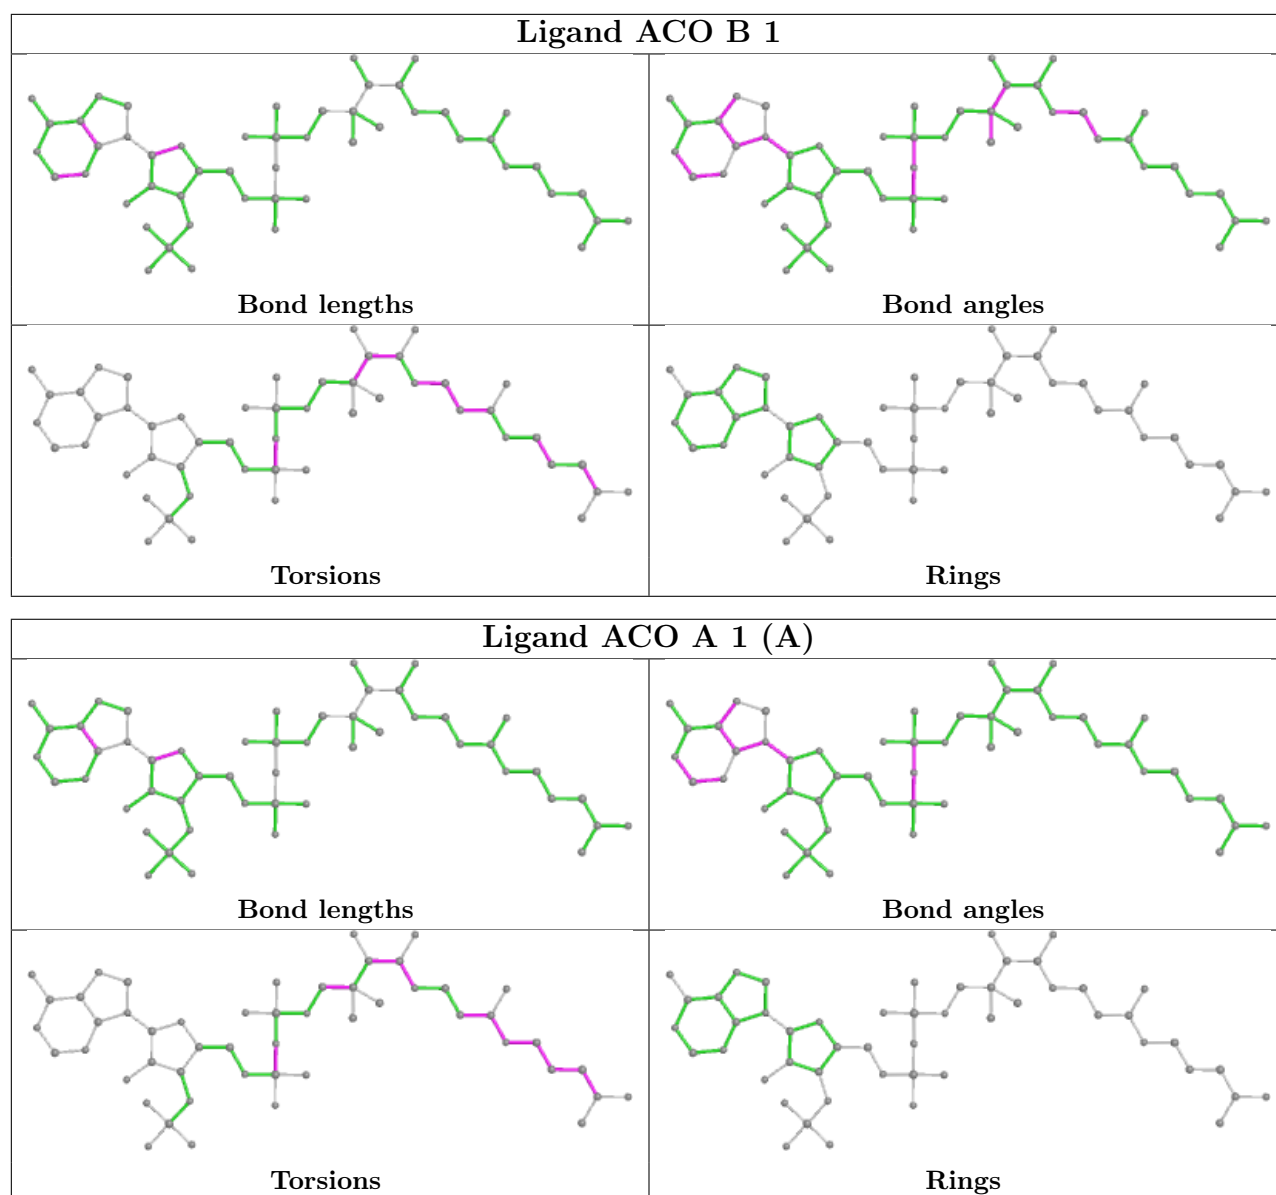 Ligand ACO B 1
Bond lengths
Bond angles
Torsions
Rings
Ligand ACO A 1 (A)
Bond lengths
Bond angles
Torsions
Rings